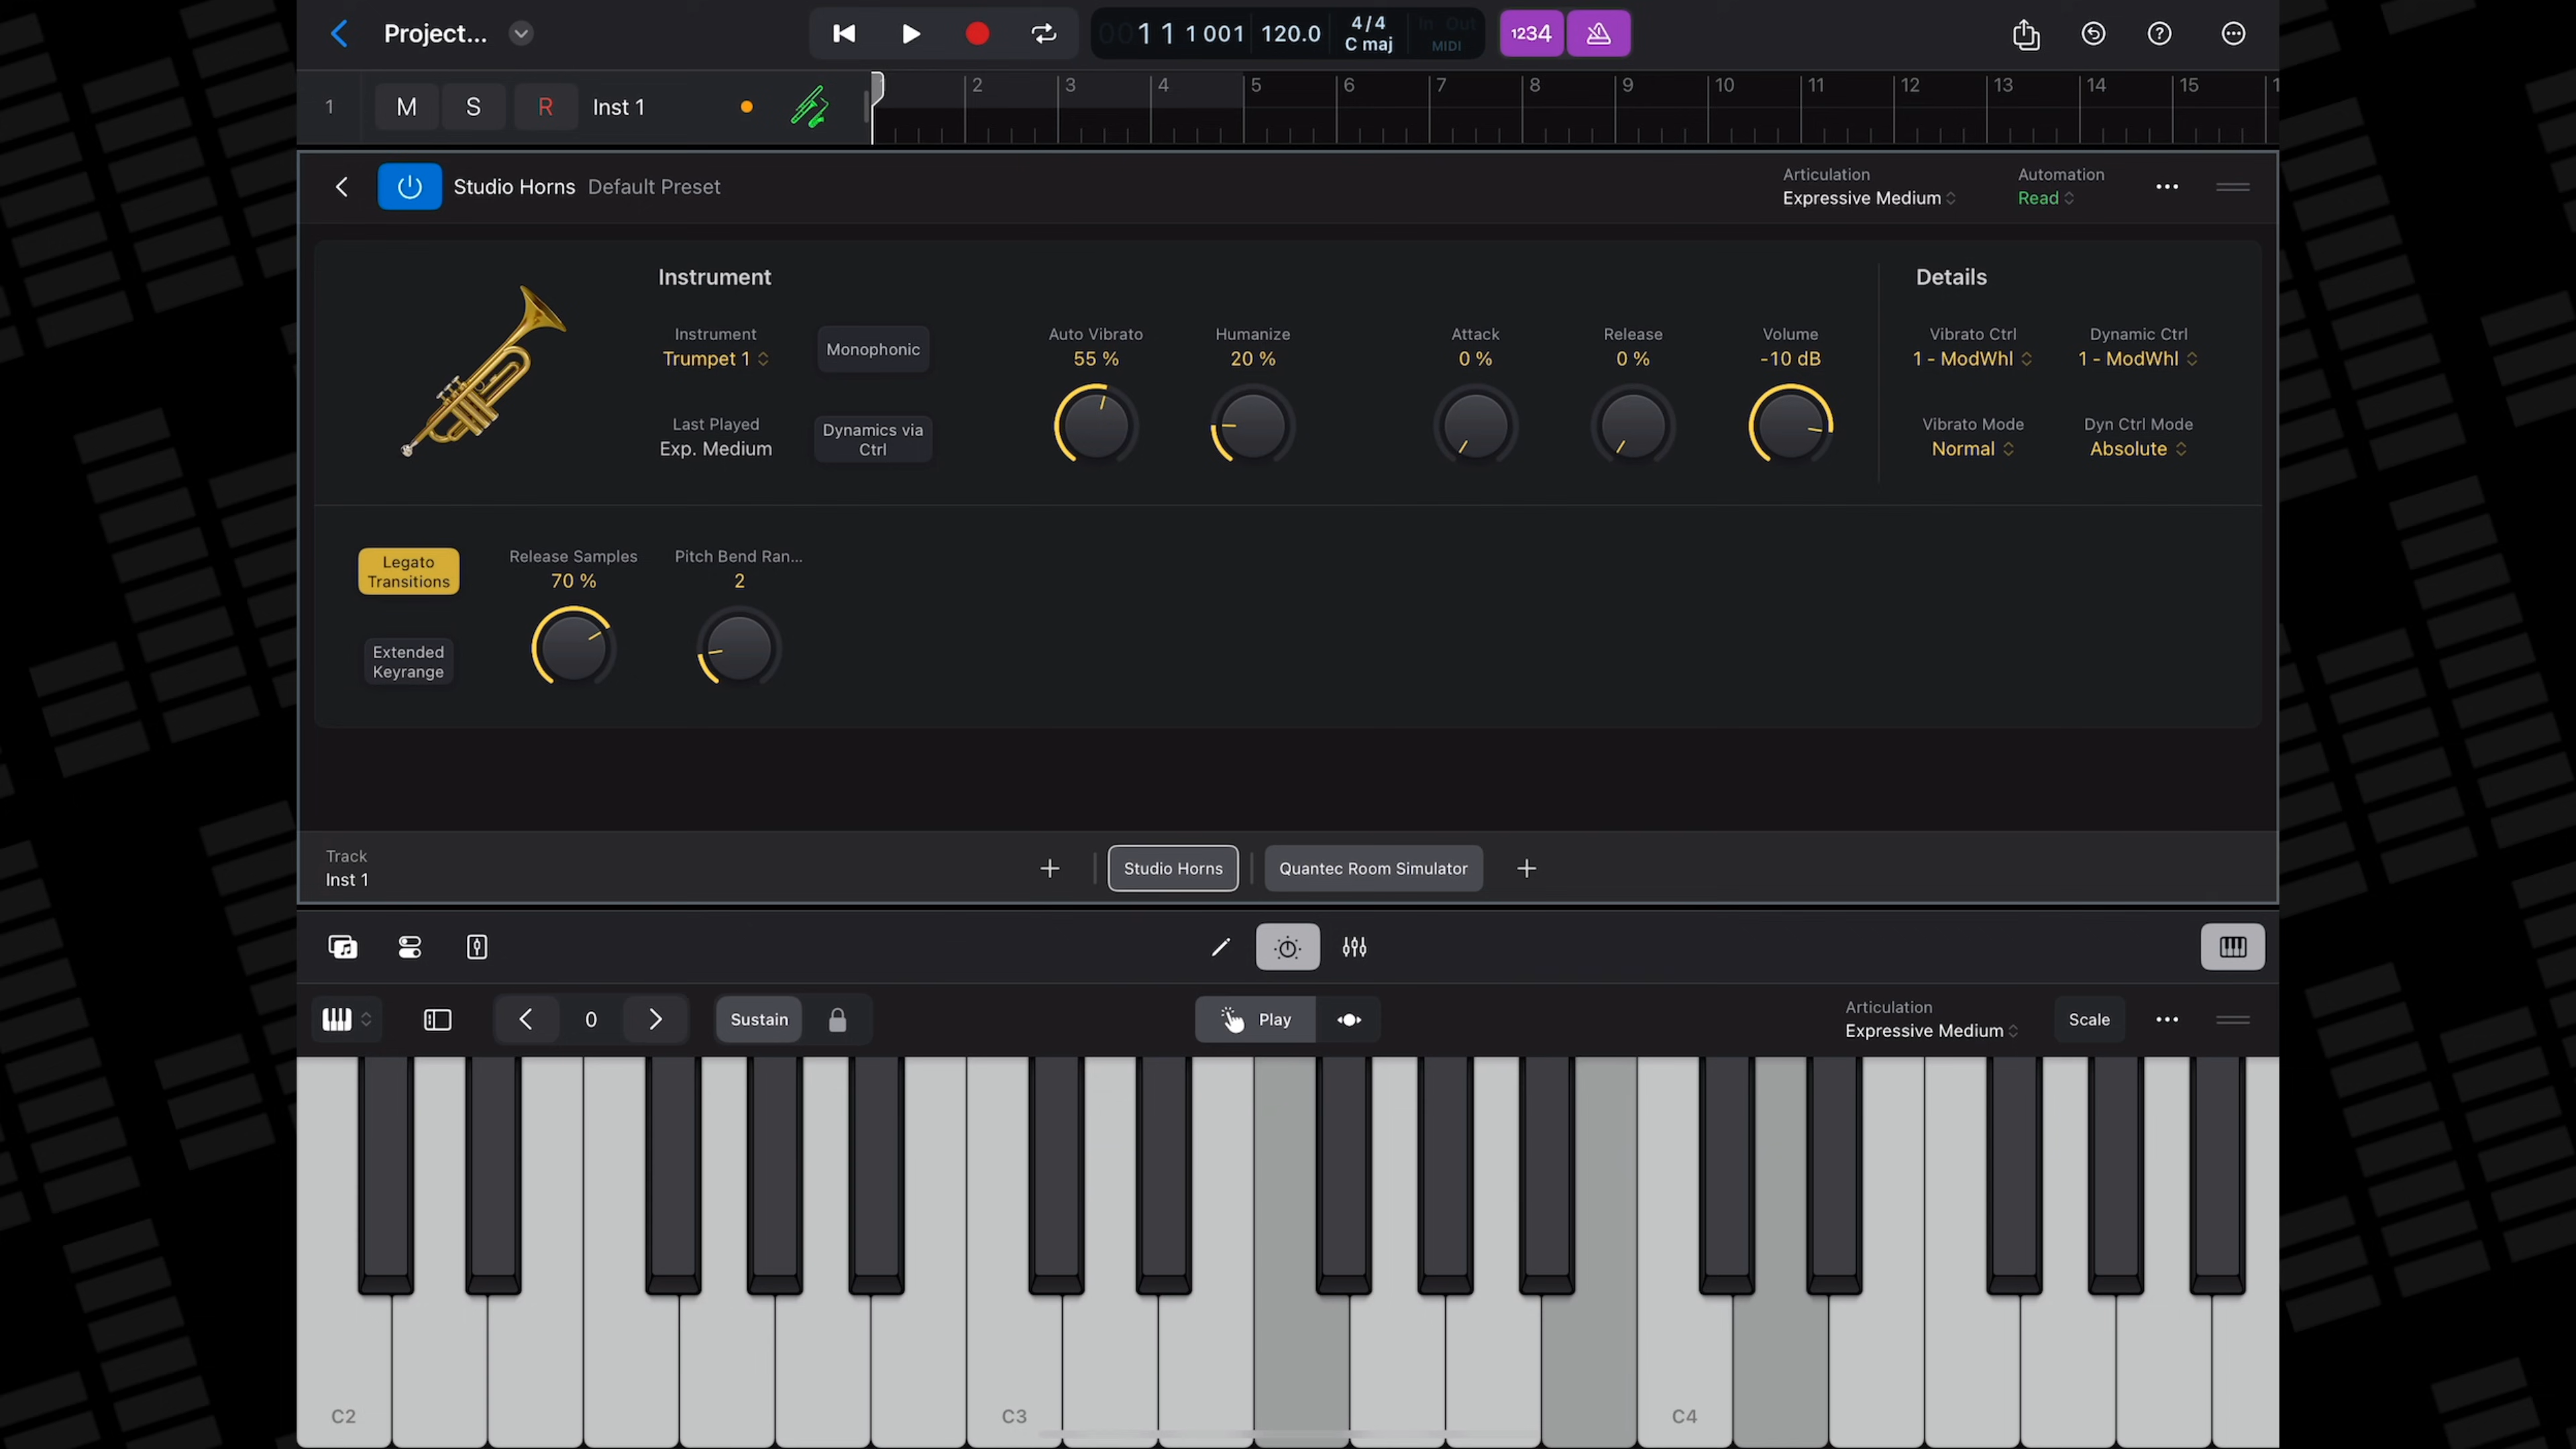 Project...
001 1 1 001
120.0
4/4
C maj
In Out
MIDI
1234
1
M
S
R
Inst 1
2
3
4
5
6
7
8
9
10
11
12
13
14
15
Studio Horns
Default Preset
Articulation
Expressive Medium
Automation
Read
Instrument
Details
Instrument
Trumpet 1
Monophonic
Auto Vibrato
55 %
Humanize
20 %
Attack
0 %
Release
0 %
Volume
-10 dB
Vibrato Ctrl
1 - ModWhl
Dynamic Ctrl
1 - ModWhl
Last Played
Exp. Medium
Dynamics via
Ctrl
Vibrato Mode
Normal
Dyn Ctrl Mode
Absolute
Legato
Transitions
Release Samples
70 %
Pitch Bend Ran...
2
Extended
Keyrange
Track
Inst 1
Studio Horns
Quantec Room Simulator
0
Sustain
Play
Articulation
Expressive Medium
Scale
C2
C3
C4